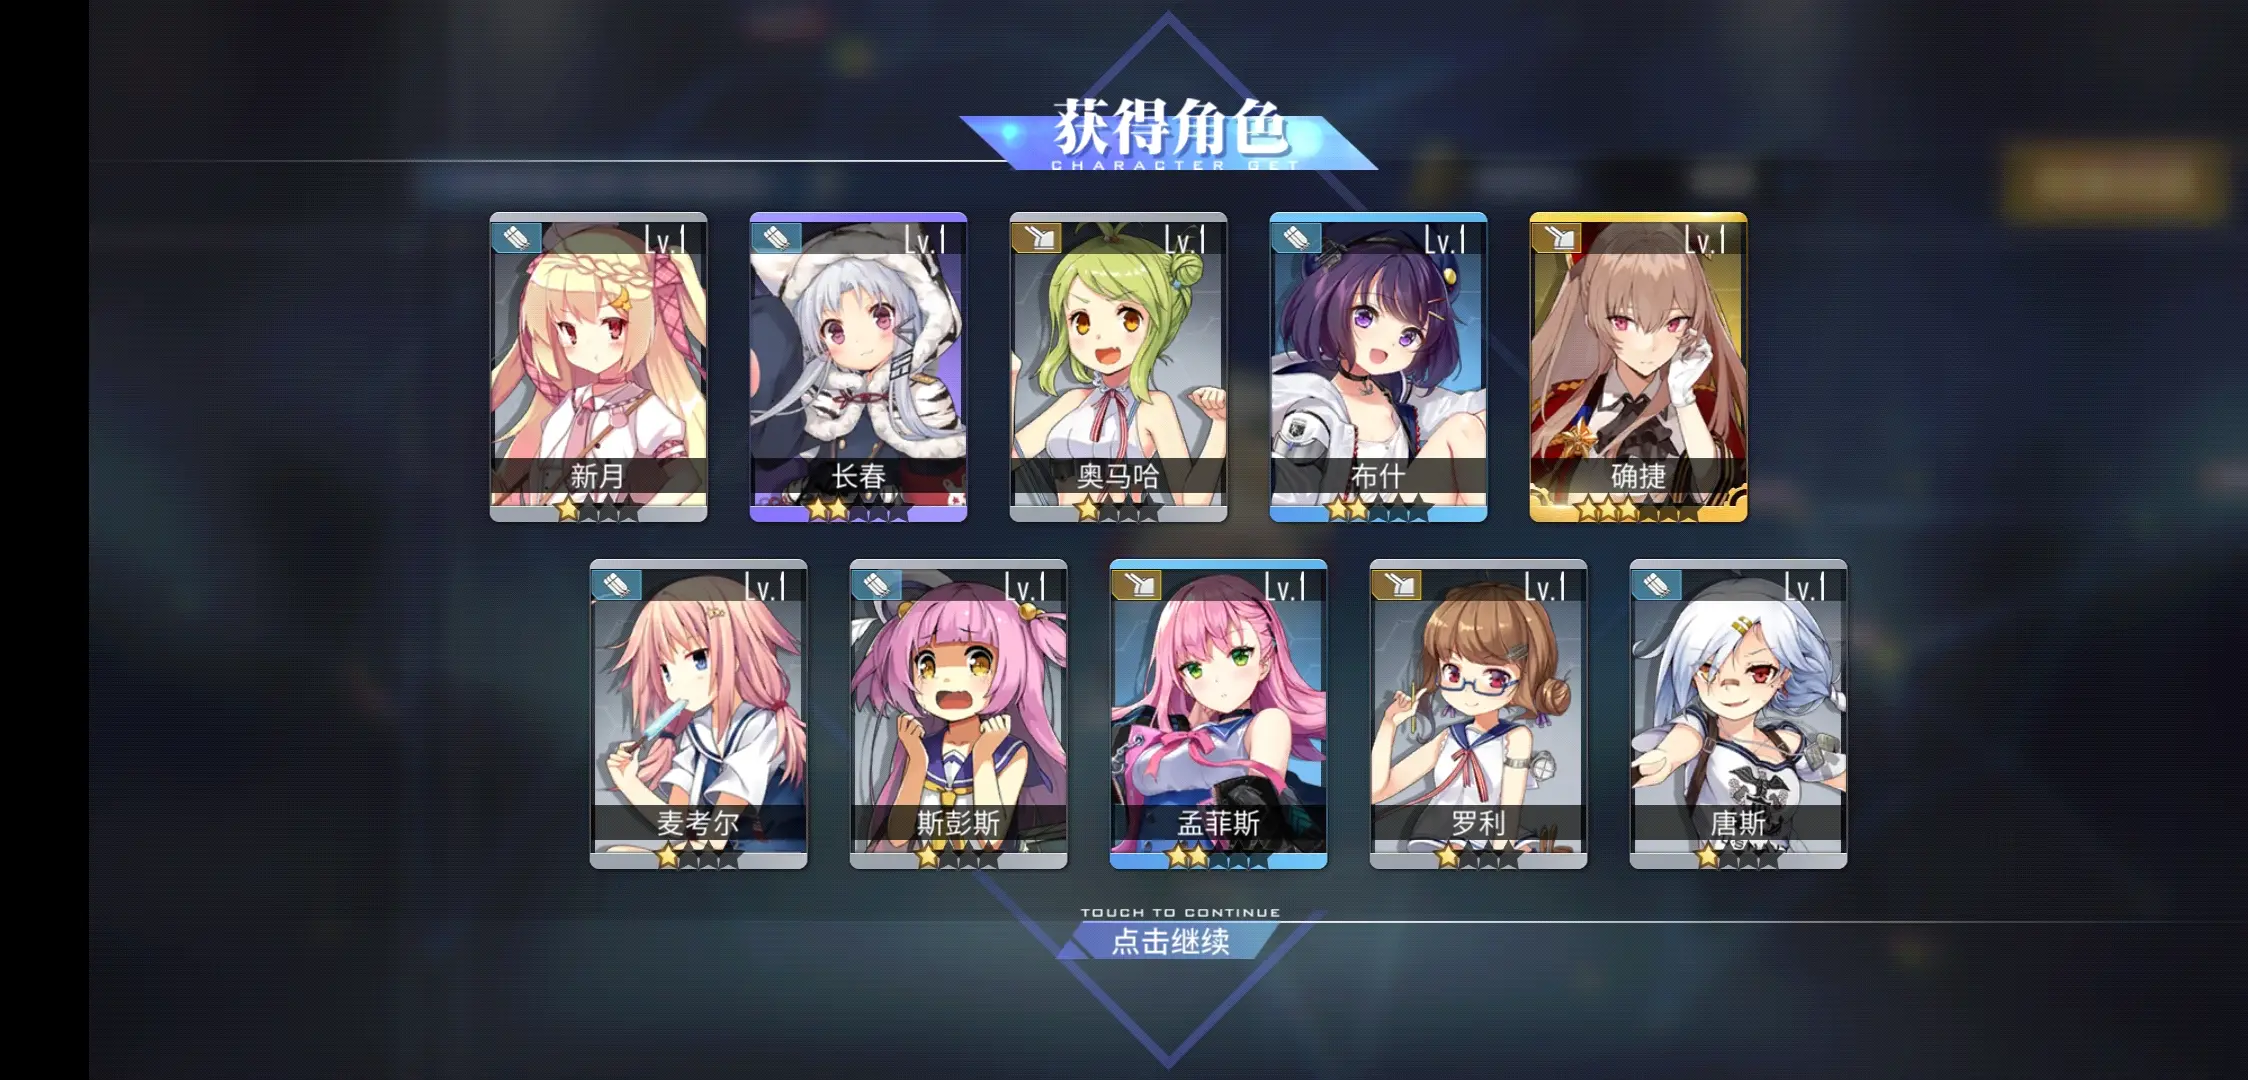 获得角色
CHARACTER GET
Lv.1
Lv.1
Lv.1
Lv.1
Lv.1
新月
长春
奥马哈
布什
确捷
Lv.1
Lv.1
Lv.1
Lv.1
Lv.1
麦考尔
斯彭斯
孟菲斯
罗利
唐斯
TOUCH TO CONTINUE
点击继续